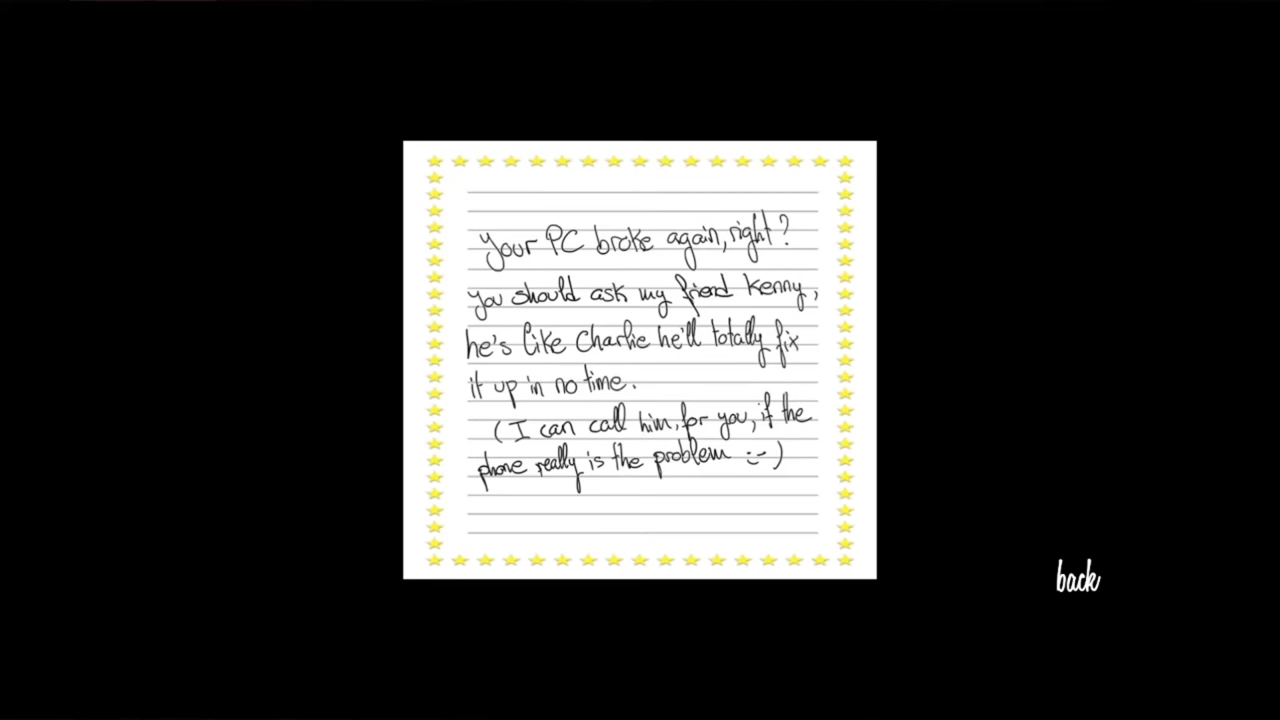 Your PC broke again, right?
you should ask my friend Kenny,
he's like Charlie he'll totally fix
it up in no time.
(I can call him, for you, if the
phone really is the problem :-)
back